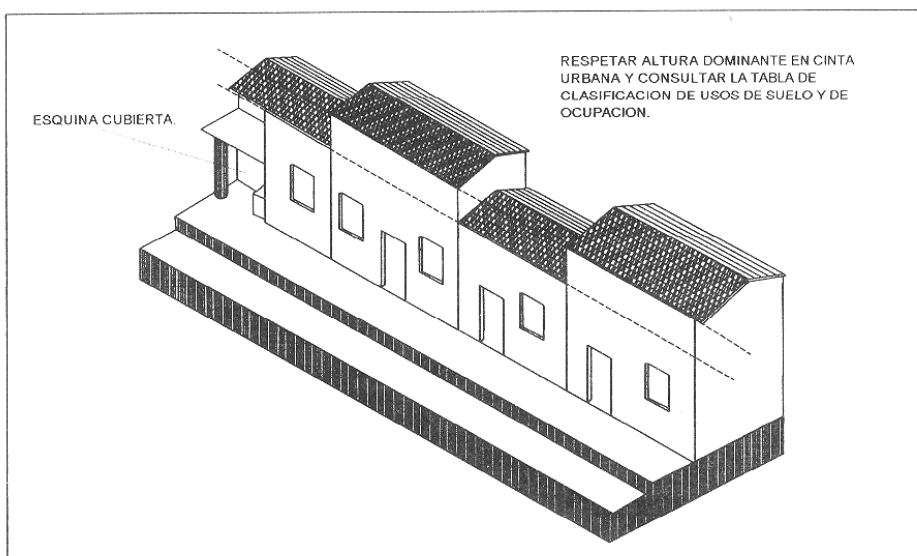 RESPETAR ALTURA DOMINANTE EN CINTA
URBANA Y CONSULTAR LA TABLA DE
CLASIFICACION DE USOS DE SUELO Y DE
OCUPACION.
ESQUINA CUBIERTA.